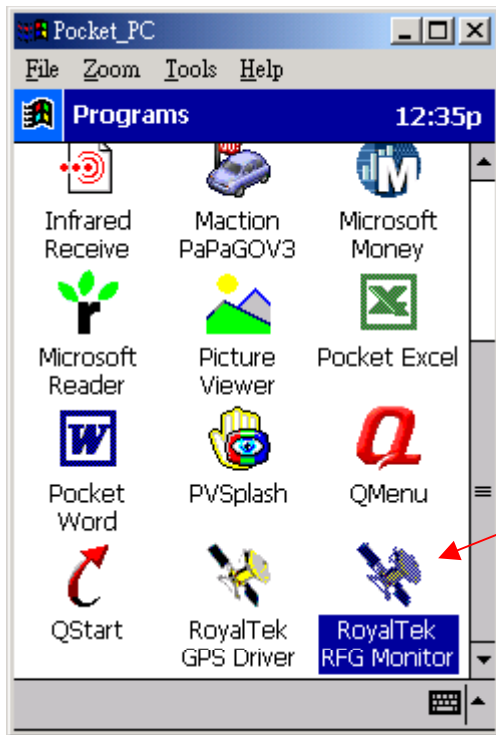 Pocket_PC
File Zoom Tools Help
Programs 12:35p
Infrared Receive
Maction PaPaGOV3
Microsoft Money
Microsoft Reader
Picture Viewer
Pocket Excel
Pocket Word
PVSplash
QMenu
QStart
RoyalTek GPS Driver
RoyalTek RFG Monitor